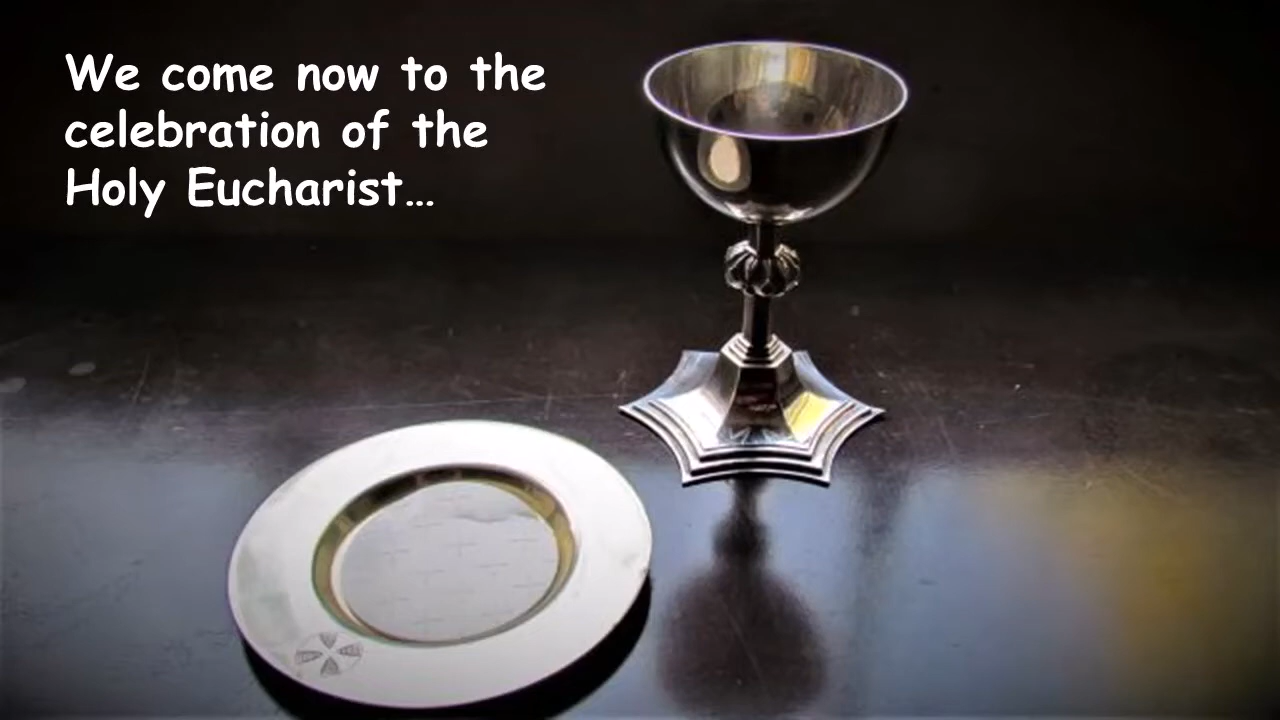 We come now to the
celebration of the
Holy Eucharist…